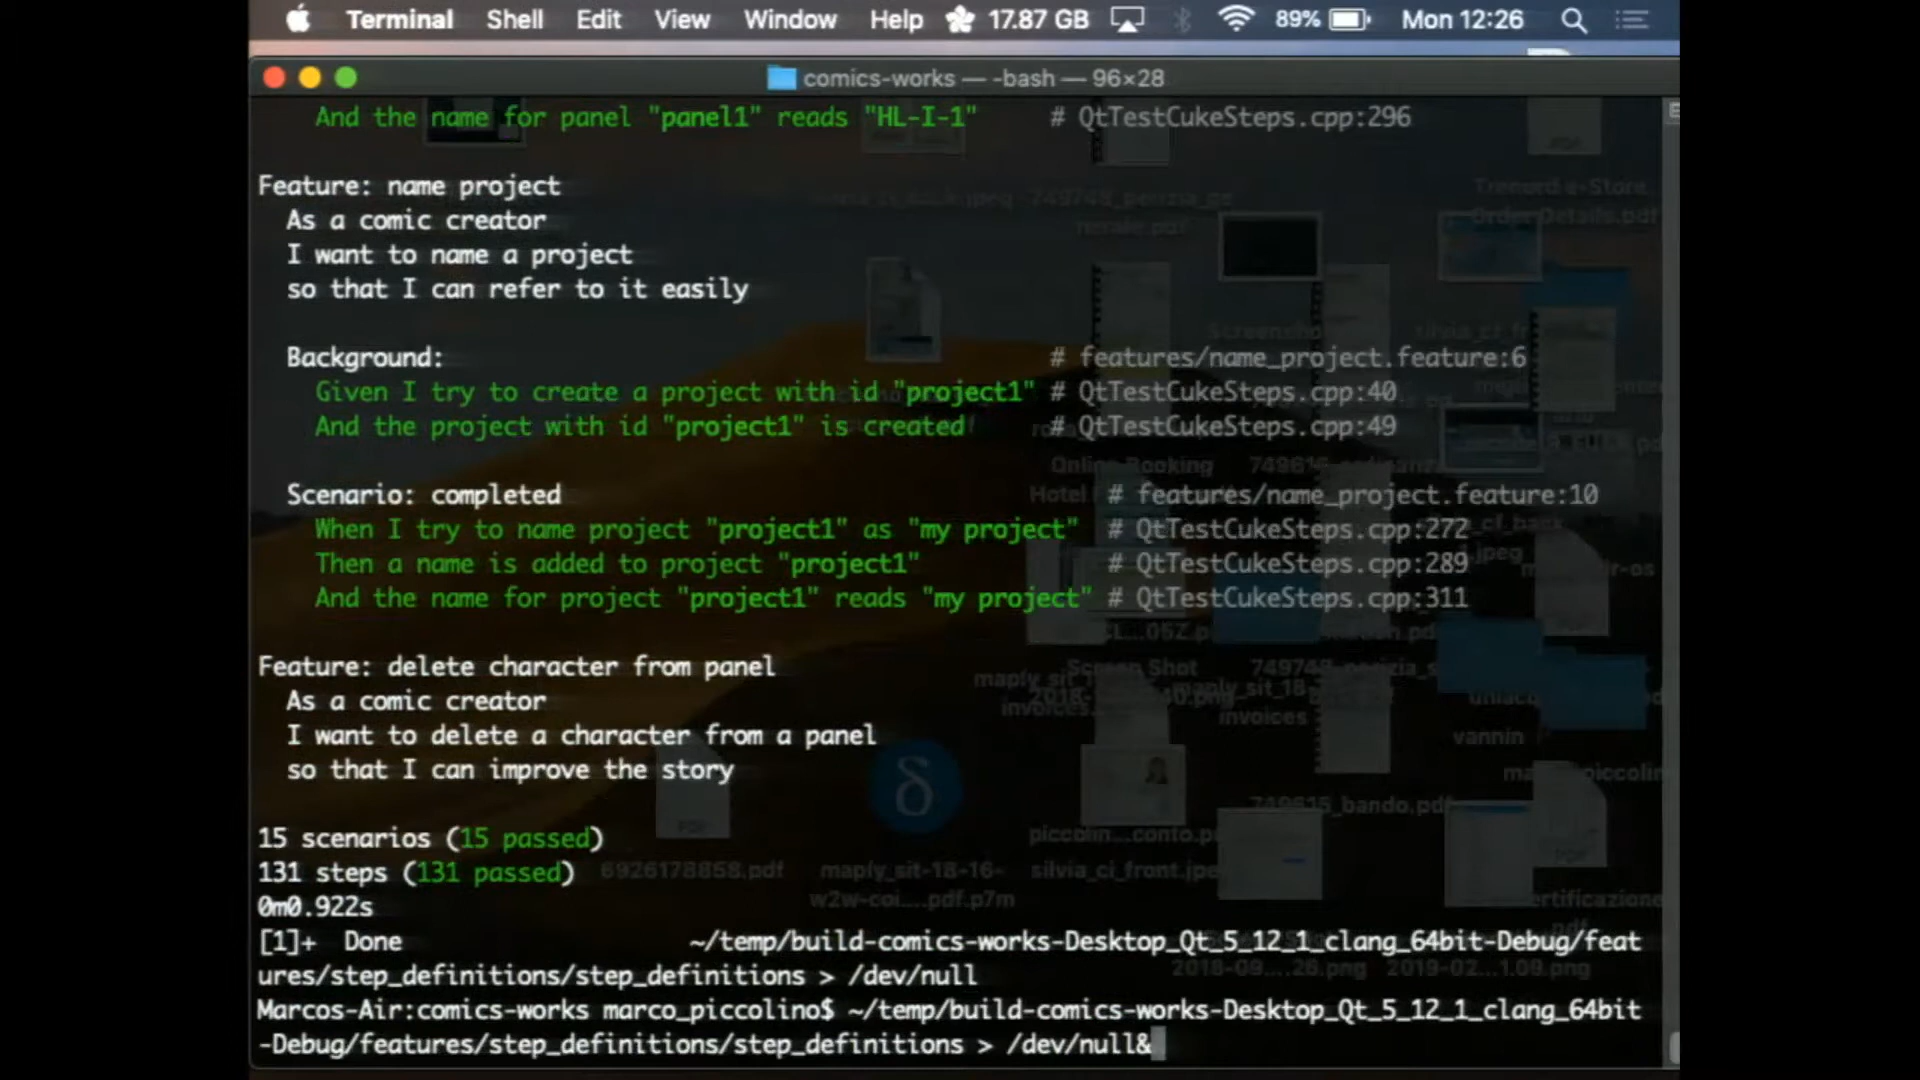 Terminal Shell Edit View Window Help 17.87 GB 89% Mon 12:26
comics-works — -bash — 96×28
And the name for panel "panel1" reads "HL-I-1" # QtTestCukeSteps.cpp:296
Feature: name project
As a comic creator
I want to name a project
so that I can refer to it easily
Background: # features/name_project.feature:6
Given I try to create a project with id "project1" # QtTestCukeSteps.cpp:40
And the project with id "project1" is created # QtTestCukeSteps.cpp:49
Scenario: completed # features/name_project.feature:10
When I try to name project "project1" as "my project" # QtTestCukeSteps.cpp:272
Then a name is added to project "project1" # QtTestCukeSteps.cpp:289
And the name for project "project1" reads "my project" # QtTestCukeSteps.cpp:311
Feature: delete character from panel
As a comic creator
I want to delete a character from a panel
so that I can improve the story
15 scenarios (15 passed)
131 steps (131 passed)
0m0.922s
[1]+ Done ~/temp/build-comics-works-Desktop_Qt_5_12_1_clang_64bit-Debug/feat
ures/step_definitions/step_definitions > /dev/null
Marcos-Air:comics-works marco_piccolino$ ~/temp/build-comics-works-Desktop_Qt_5_12_1_clang_64bit
-Debug/features/step_definitions/step_definitions > /dev/null&